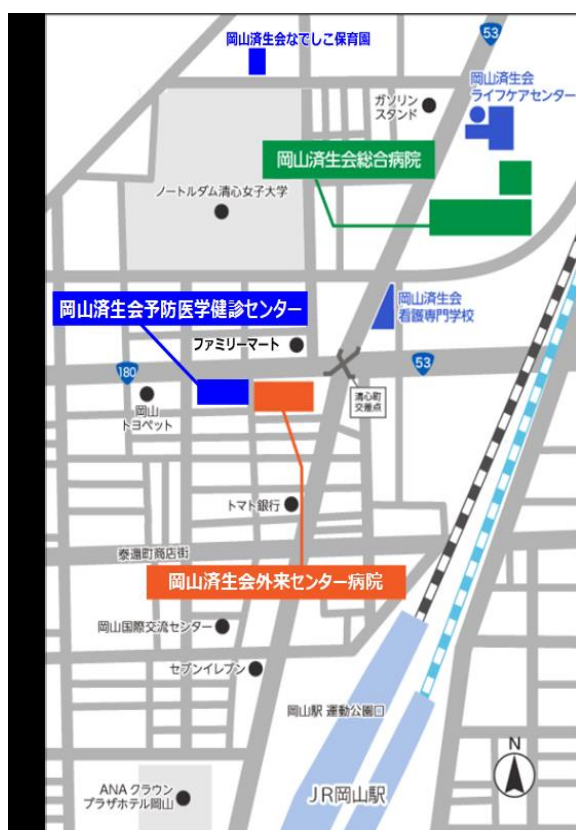 岡山済生会なでしこ保育園
53
岡山済生会
ライフケアセンター
ガソリン
スタンド
岡山済生会総合病院
ノートルダム清心女子大学
岡山済生会予防医学健診センター
岡山済生会
看護専門学校
ファミリーマート
180
53
岡山
トヨペット
清心町
交差点
トマト銀行
奉還町商店街
岡山済生会外来センター病院
岡山国際交流センター
セブンイレブン
岡山駅 運動公園口
N
ANAクラウン
プラザホテル岡山
JR岡山駅